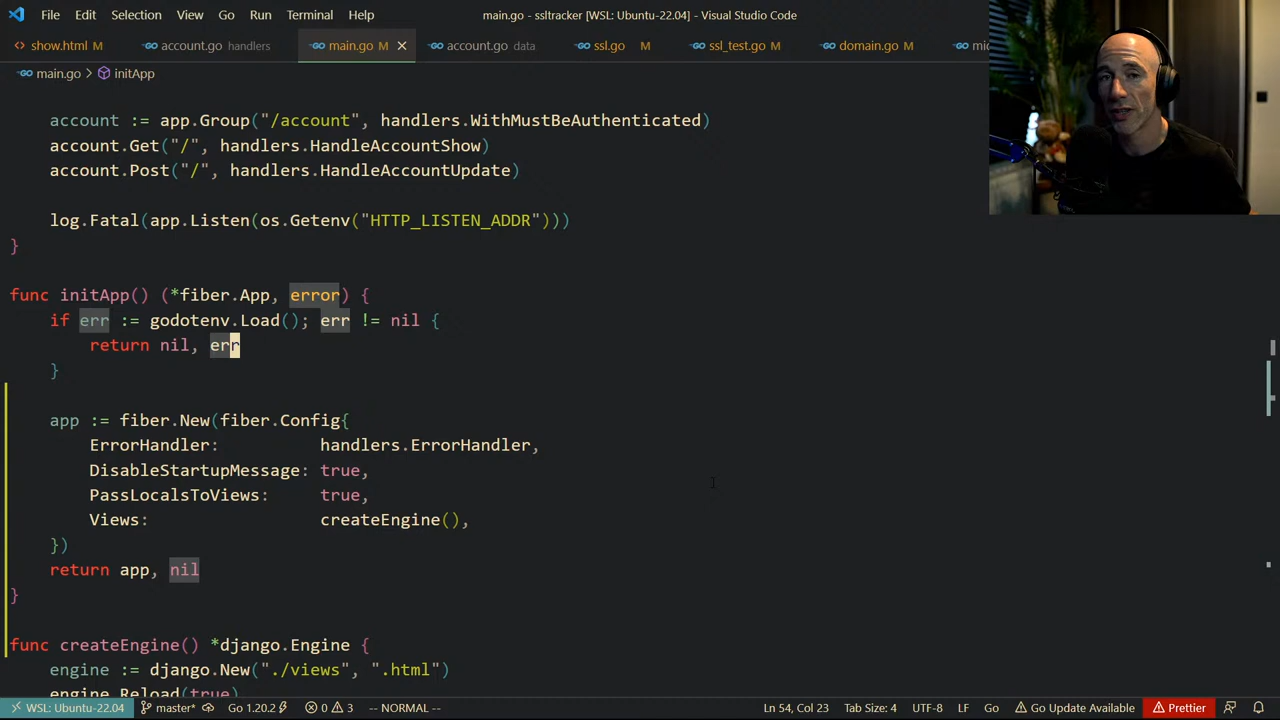 File Edit Selection View Go Run Terminal Help main.go - ssltracker [WSL: Ubuntu-22.04] - Visual Studio Code
show.html M account.go handlers main.go M account.go data ssl.go M ssl_test.go M domain.go M
main.go > initApp
account := app.Group("/account", handlers.WithMustBeAuthenticated)
account.Get("/", handlers.HandleAccountShow)
account.Post("/", handlers.HandleAccountUpdate)
log.Fatal(app.Listen(os.Getenv("HTTP_LISTEN_ADDR")))
}
func initApp() (*fiber.App, error) {
if err := godotenv.Load(); err != nil {
return nil, err
}
app := fiber.New(fiber.Config{
ErrorHandler: handlers.ErrorHandler,
DisableStartupMessage: true,
PassLocalsToViews: true,
Views: createEngine(),
})
return app, nil
}
func createEngine() *django.Engine {
engine := django.New("./views", ".html")
engine.Reload(true)
WSL: Ubuntu-22.04 master* Go 1.20.2 0 3 -- NORMAL -- Ln 54, Col 23 Tab Size: 4 UTF-8 LF Go Go Update Available Prettier